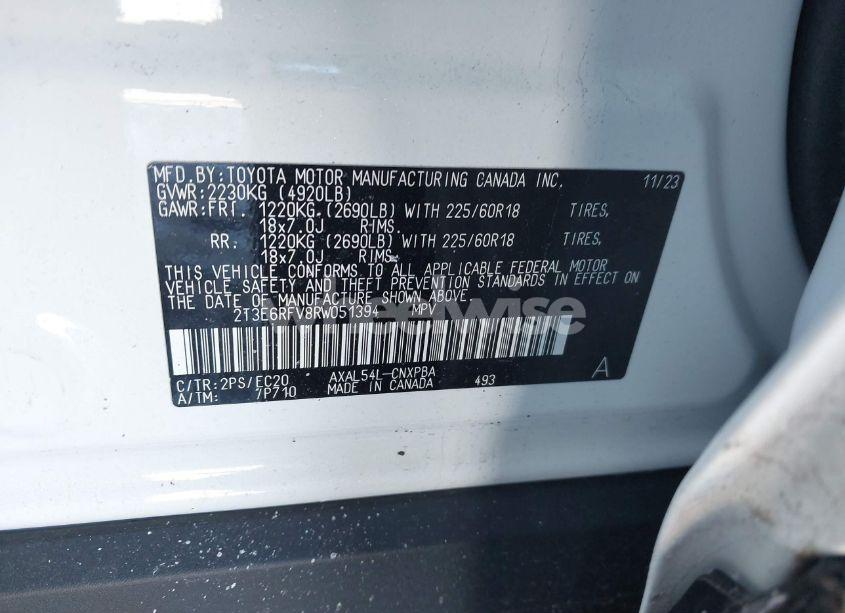 MFD. BY: TOYOTA MOTOR MANUFACTURING CANADA INC. 11/23
GVWR: 2230KG (4920LB)
GAWR: FRT. 1220KG (2690LB) WITH 225/60R18 TIRES,
18x7.0J RIMS.
RR. 1220KG (2690LB) WITH 225/60R18 TIRES,
18x7.0J RIMS.
THIS VEHICLE CONFORMS TO ALL APPLICABLE FEDERAL MOTOR
VEHICLE SAFETY AND THEFT PREVENTION STANDARDS IN EFFECT ON
THE DATE OF MANUFACTURE SHOWN ABOVE.
2T3E6RFV8RW051394 MPV
WheelWise
C/TR: 2PS/EC20 AXAL54L-CNXPBA 493 A
A/TM: 7P710 MADE IN CANADA